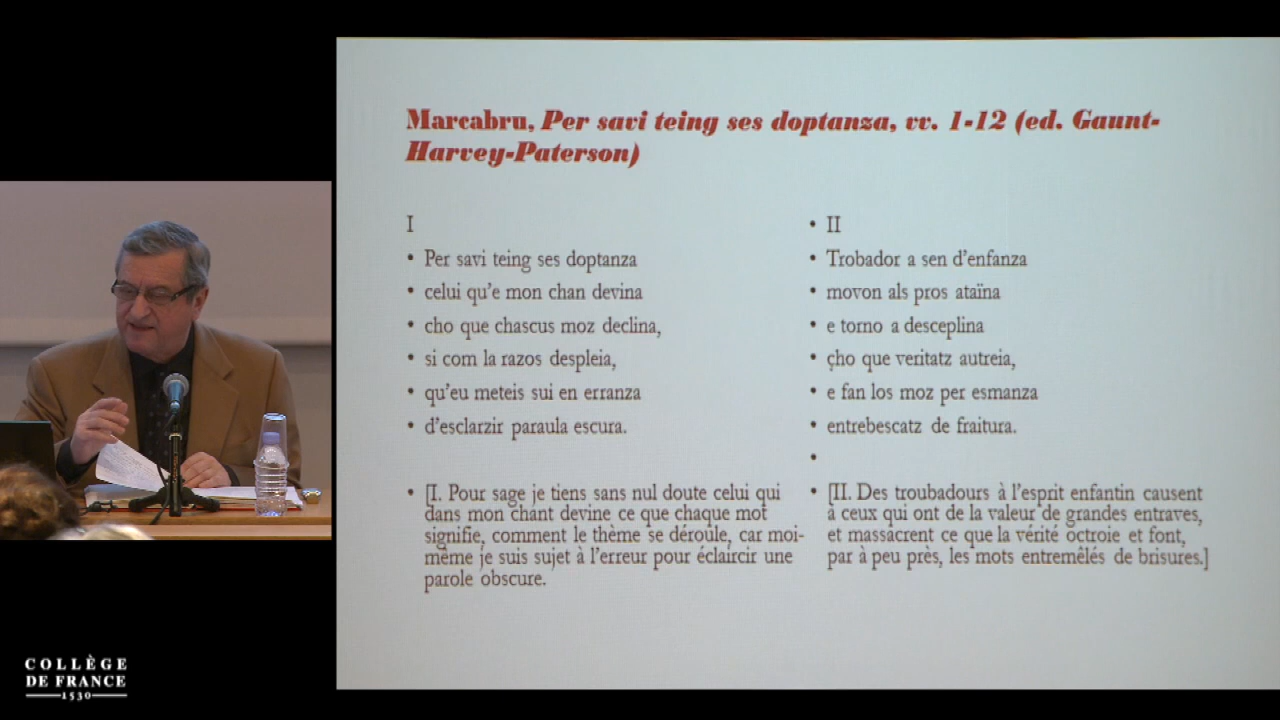 Marcabru, Per savi teing ses doptanza, vv. 1-12 (ed. Gaunt-
Harvey-Paterson)
I
• Per savi teing ses doptanza
• celui qu'e mon chan devina
• cho que chascus moz declina,
• si com la razos despleia,
• qu'eu meteis sui en erranza
• d'esclarzir paraula escura.
• [I. Pour sage je tiens sans nul doute celui qui
dans mon chant devine ce que chaque mot
signifie, comment le thème se déroule, car moi-
même je suis sujet à l'erreur pour éclaircir une
parole obscure.
• II
• Trobador a sen d'enfanza
• movon als pros ataïna
• e torno a desceplina
• çho que veritatz autreia,
• e fan los moz per esmanza
• entrebescatz de fraitura.
•
• [II. Des troubadours à l'esprit enfantin causent
à ceux qui ont de la valeur de grandes entraves,
et massacrent ce que la vérité octroie et font,
par à peu près, les mots entremêlés de brisures.]
COLLÈGE
DE FRANCE
1530